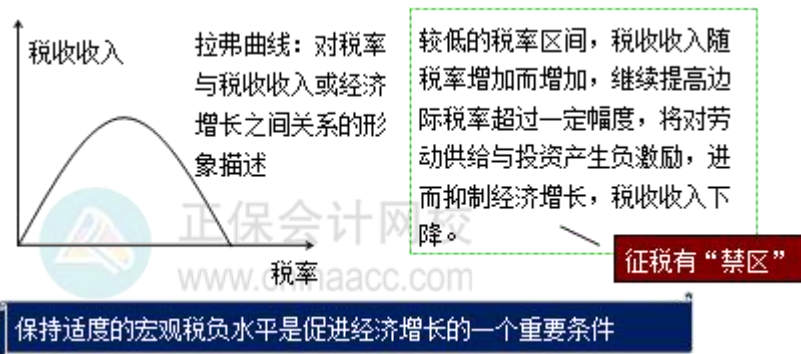 税收收入
拉弗曲线：对税率
与税收收入或经济
增长之间关系的形
象描述
较低的税率区间，税收收入随
税率增加而增加，继续提高边
际税率超过一定幅度，将对劳
动供给与投资产生负激励，进
而抑制经济增长，税收收入下
降。
征税有“禁区”
正保会计网校
www.chinaacc.com
税率
保持适度的宏观税负水平是促进经济增长的一个重要条件